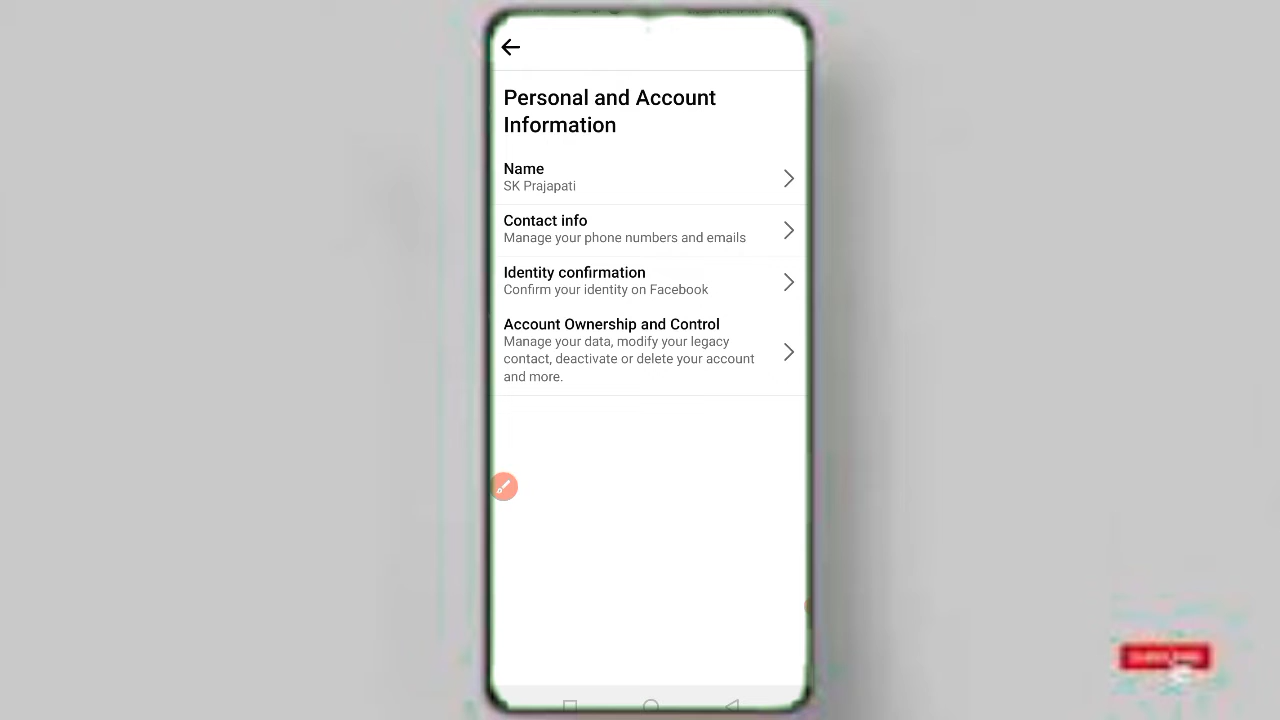 Personal and Account
Information
Name
SK Prajapati
Contact info
Manage your phone numbers and emails
Identity confirmation
Confirm your identity on Facebook
Account Ownership and Control
Manage your data, modify your legacy
contact, deactivate or delete your account
and more.